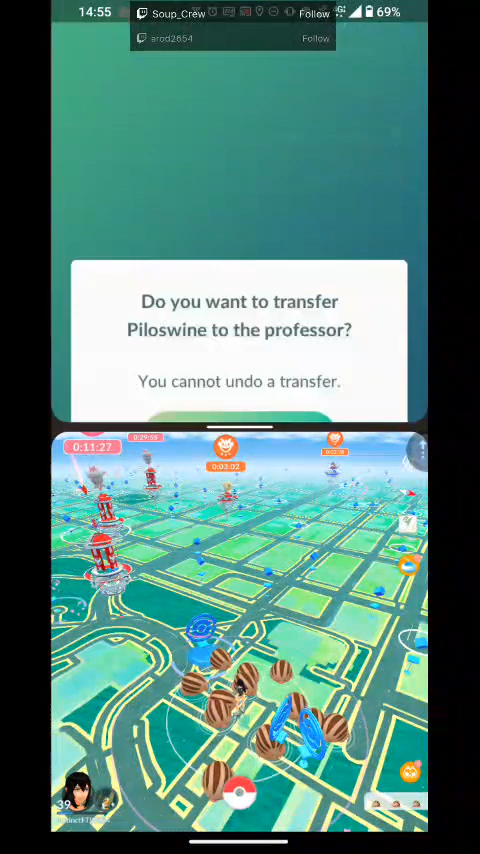 14:55
Soup_Crew
Follow
69%
arod2654
Follow
Do you want to transfer
Piloswine to the professor?
You cannot undo a transfer.
0:11:27
0:29:55
0:03:02
39